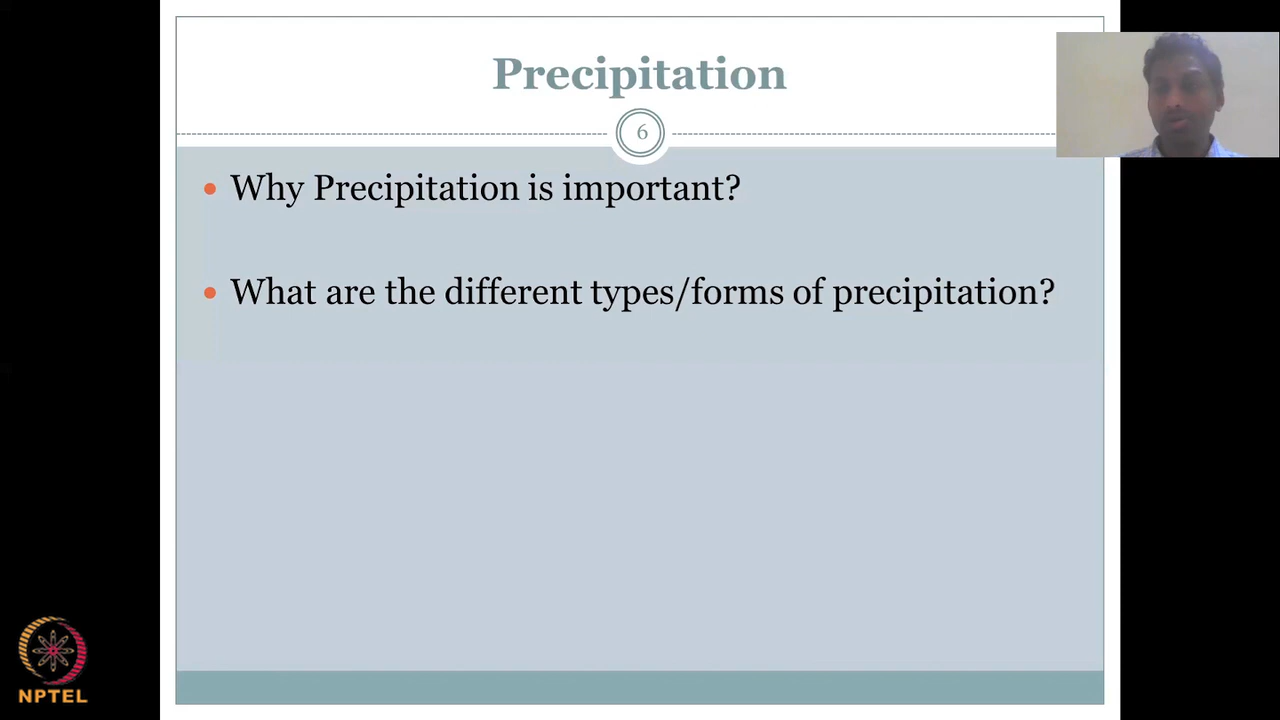 Precipitation
6
Why Precipitation is important?
What are the different types/forms of precipitation?
NPTEL